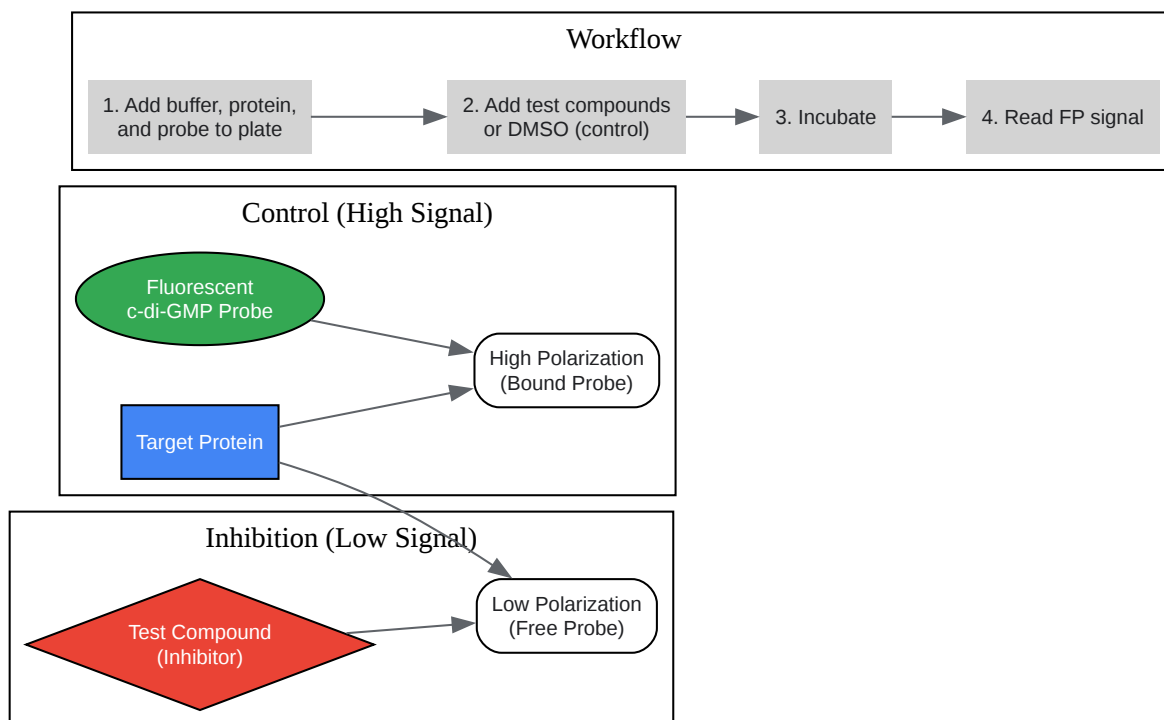 Workflow
1. Add buffer, protein,
and probe to plate
2. Add test compounds
or DMSO (control)
3. Incubate
4. Read FP signal
Control (High Signal)
Fluorescent
c-di-GMP Probe
High Polarization
(Bound Probe)
Target Protein
Inhibition (Low Signal)
Low Polarization
(Free Probe)
Test Compound
(Inhibitor)